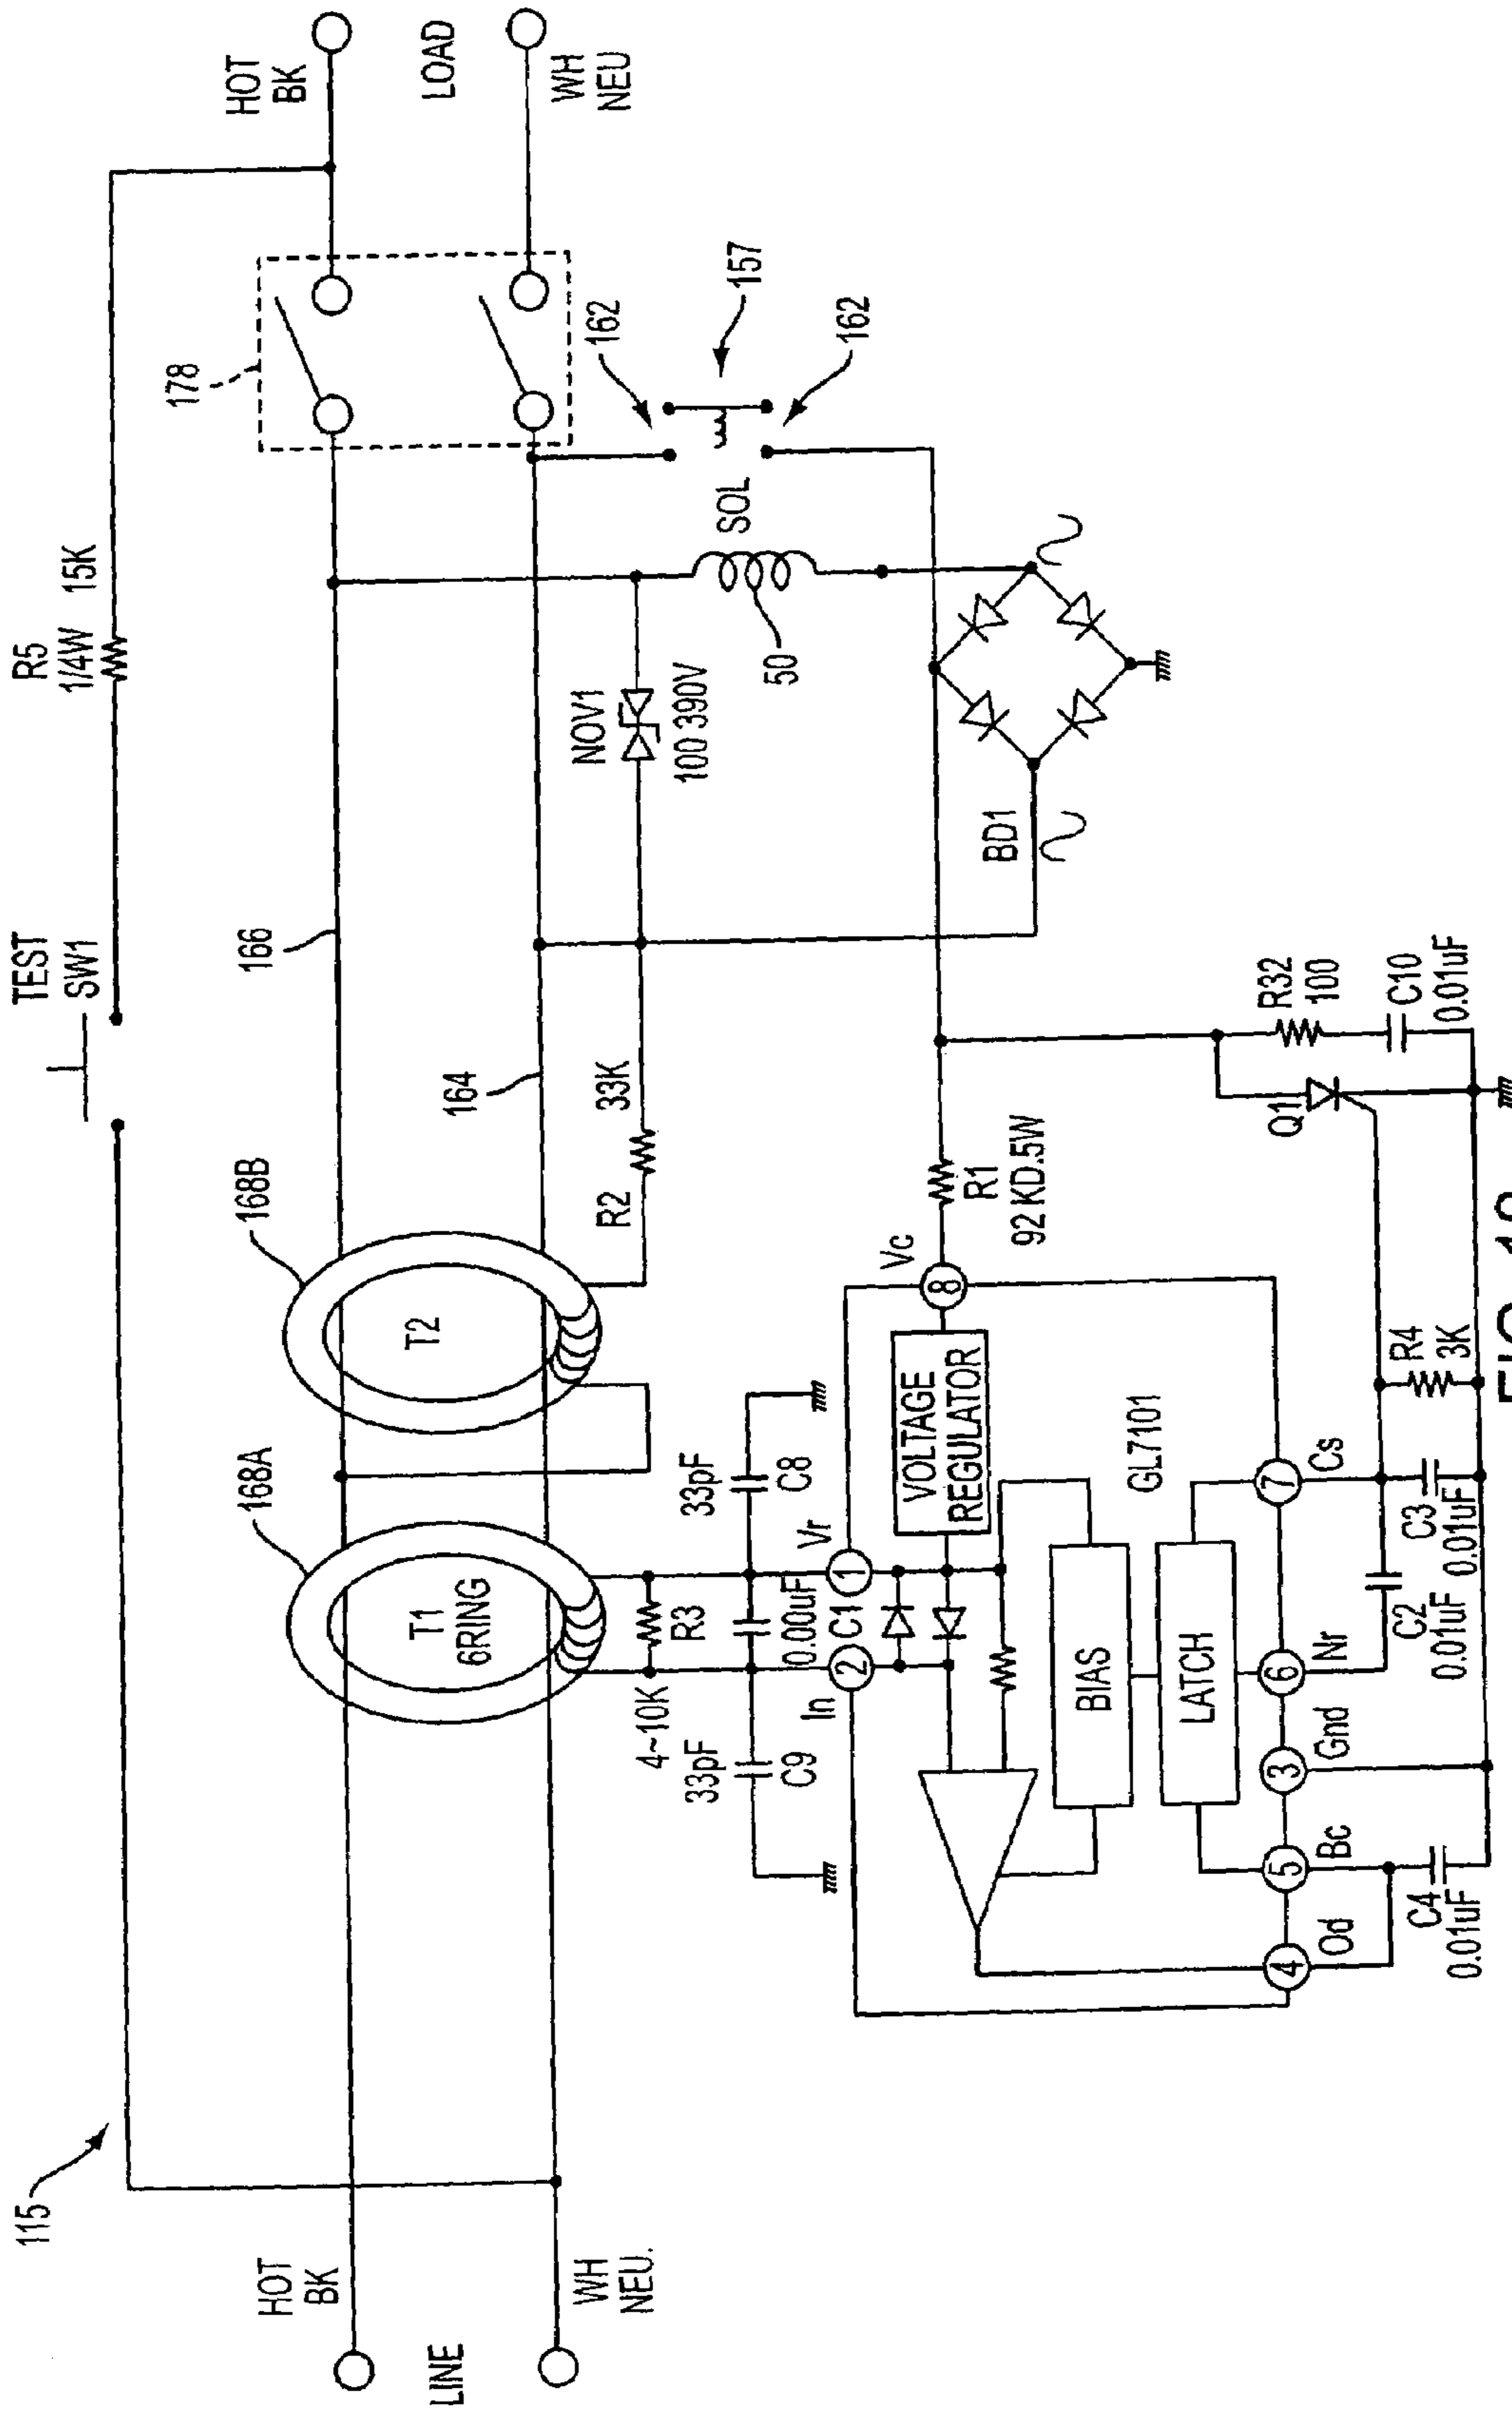 115
HOT
BK
LINE
WH
NEU.
TEST
SW1
R5
1/4W 15K
HOT
BK
LOAD
WH
NEU
178
166
164
168A
168B
T1
6RING
T2
R2 33K
NOV1
100 390V
SOL
50
162
157
162
BD1
4~10K
R3
33pF
C9
33pF
C8
C1
0.00uF
In
2
Vr
1
Vc
8
R1
92 KD.5W
VOLTAGE
REGULATOR
GL7101
BIAS
LATCH
4
Od
5
Bc
3
Gnd
6
Nr
7
Cs
C4
0.01uF
C2
0.01uF
C3
0.01uF
R4
3K
Q1
R32
100
C10
0.01uF